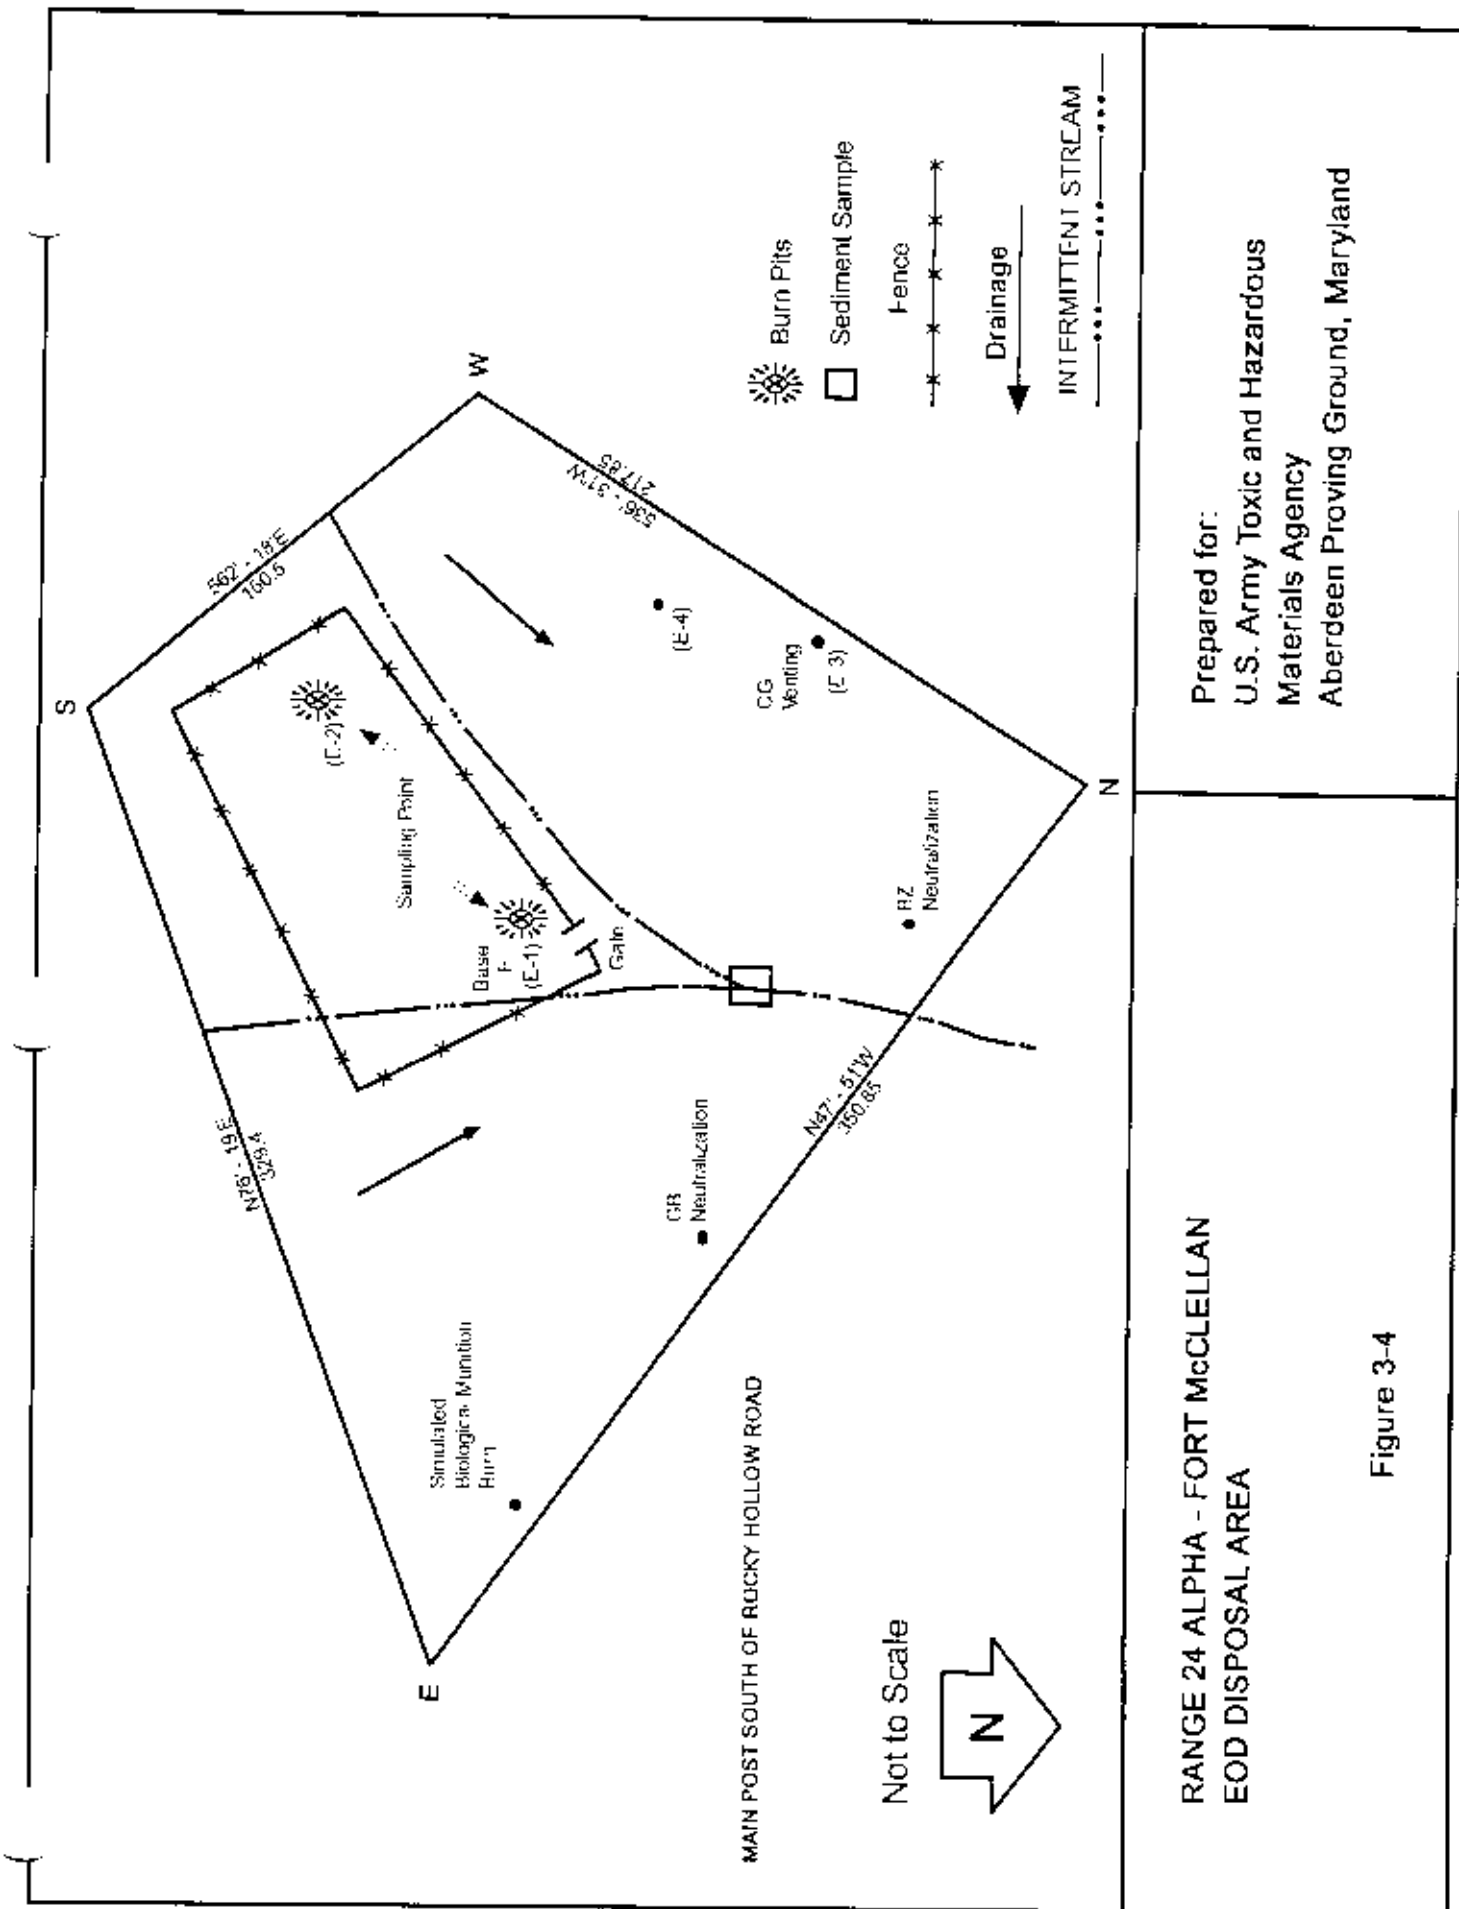 S
562' - 18'E
160.5
W
536' - 31'W
217.85
N
N47' - 51'W
350.85
E
N76' - 19'E
329.4
(E-2)
Sampling Point
Base
(E-1)
Gate
(E-4)
CG
Venting
(E-3)
BZ
Neutralization
GB
Neutralization
Simulated
Biological Munition
Burn
MAIN POST SOUTH OF ROCKY HOLLOW ROAD
Not to Scale
N
Burn Pits
Sediment Sample
Fence
Drainage
INTERMITTENT STREAM
RANGE 24 ALPHA - FORT McCLELLAN
EOD DISPOSAL AREA
Figure 3-4
Prepared for:
U.S. Army Toxic and Hazardous
Materials Agency
Aberdeen Proving Ground, Maryland